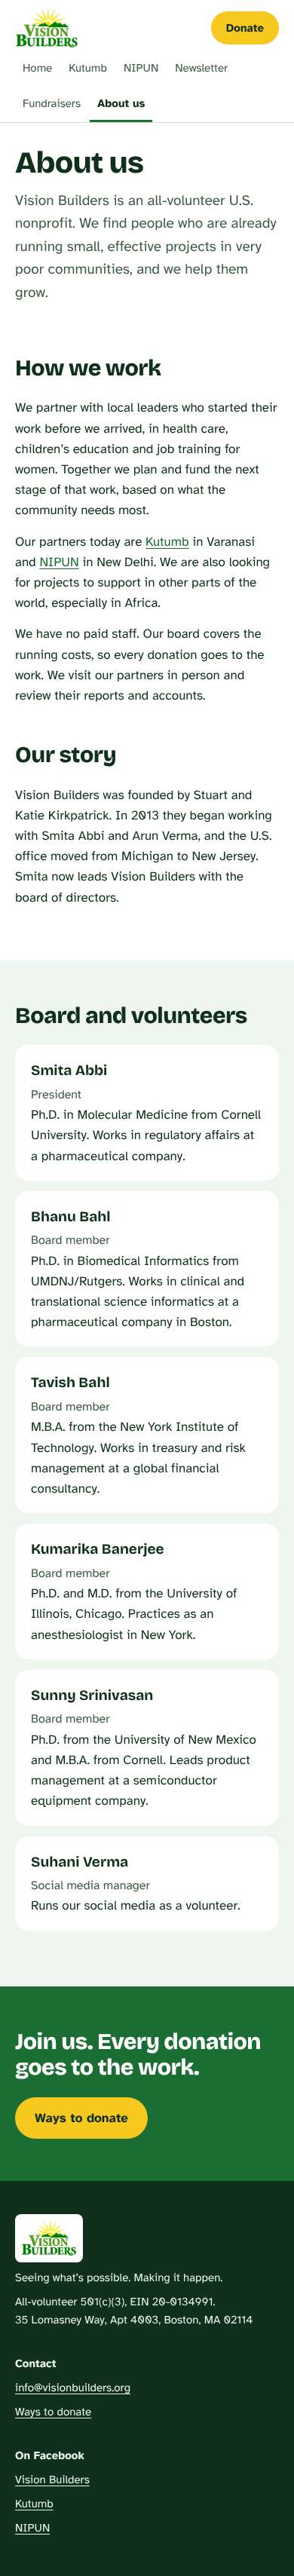 VISION
BUILDERS
Donate
Home Kutumb NIPUN Newsletter
Fundraisers About us
About us
Vision Builders is an all-volunteer U.S.
nonprofit. We find people who are already
running small, effective projects in very
poor communities, and we help them
grow.
How we work
We partner with local leaders who started their
work before we arrived, in health care,
children's education and job training for
women. Together we plan and fund the next
stage of that work, based on what the
community needs most.
Our partners today are Kutumb in Varanasi
and NIPUN in New Delhi. We are also looking
for projects to support in other parts of the
world, especially in Africa.
We have no paid staff. Our board covers the
running costs, so every donation goes to the
work. We visit our partners in person and
review their reports and accounts.
Our story
Vision Builders was founded by Stuart and
Katie Kirkpatrick. In 2013 they began working
with Smita Abbi and Arun Verma, and the U.S.
office moved from Michigan to New Jersey.
Smita now leads Vision Builders with the
board of directors.
Board and volunteers
Smita Abbi
President
Ph.D. in Molecular Medicine from Cornell
University. Works in regulatory affairs at
a pharmaceutical company.
Bhanu Bahl
Board member
Ph.D. in Biomedical Informatics from
UMDNJ/Rutgers. Works in clinical and
translational science informatics at a
pharmaceutical company in Boston.
Tavish Bahl
Board member
M.B.A. from the New York Institute of
Technology. Works in treasury and risk
management at a global financial
consultancy.
Kumarika Banerjee
Board member
Ph.D. and M.D. from the University of
Illinois, Chicago. Practices as an
anesthesiologist in New York.
Sunny Srinivasan
Board member
Ph.D. from the University of New Mexico
and M.B.A. from Cornell. Leads product
management at a semiconductor
equipment company.
Suhani Verma
Social media manager
Runs our social media as a volunteer.
Join us. Every donation
goes to the work.
Ways to donate
VISION
BUILDERS
Seeing what's possible. Making it happen.
All-volunteer 501(c)(3), EIN 20-0134991.
35 Lomasney Way, Apt 4003, Boston, MA 02114
Contact
info@visionbuilders.org
Ways to donate
On Facebook
Vision Builders
Kutumb
NIPUN